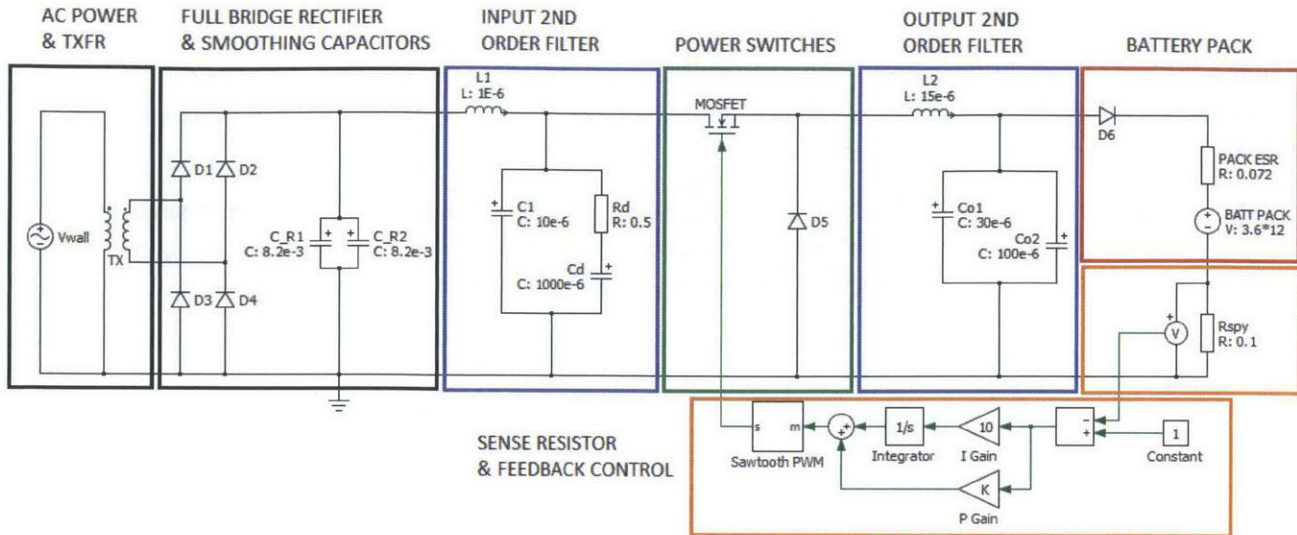 AC POWER
& TXFR
FULL BRIDGE RECTIFIER
& SMOOTHING CAPACITORS
INPUT 2ND
ORDER FILTER
POWER SWITCHES
OUTPUT 2ND
ORDER FILTER
BATTERY PACK
Vwall
TX
D1
D2
D3
D4
C_R1
C: 8.2e-3
C_R2
C: 8.2e-3
L1
L: 1E-6
C1
C: 10e-6
Rd
R: 0.5
Cd
C: 1000e-6
MOSFET
D5
L2
L: 15e-6
Co1
C: 30e-6
Co2
C: 100e-6
D6
PACK ESR
R: 0.072
BATT PACK
V: 3.6*12
V
Rspy
R: 0.1
SENSE RESISTOR
& FEEDBACK CONTROL
s
m
Sawtooth PWM
1/s
Integrator
10
I Gain
K
P Gain
1
Constant